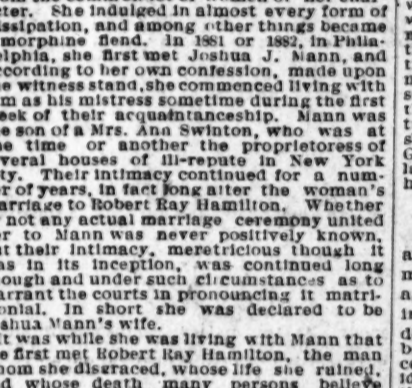 ter. She indulged in almost every form of
ssipation, and among other things became
morphine fiend. In 1881 or 1882, in Phila-
elphia, she first met Joshua J. Mann, and
ccording to her own confession, made upon
e witness stand, she commenced living with
m as his mistress sometime during the first
eek of their acquaintanceship. Mann was
e son of a Mrs. Ann Swinton, who was at
ne time or another the proprietoress of
veral houses of ill-repute in New York
ty. Their intimacy continued for a num-
r of years, in fact long after the woman's
arriage to Robert Ray Hamilton. Whether
not any actual marriage ceremony united
er to Mann was never positively known,
ut their intimacy, meretricious though it
as in its inception, was continued long
ough and under such circumstances as to
arrant the courts in pronouncing it matri-
onial. In short she was declared to be
shua Mann's wife.
It was while she was living with Mann that
e first met Robert Ray Hamilton, the man
hom she disgraced, whose life she ruined,
d whose death many persons believe